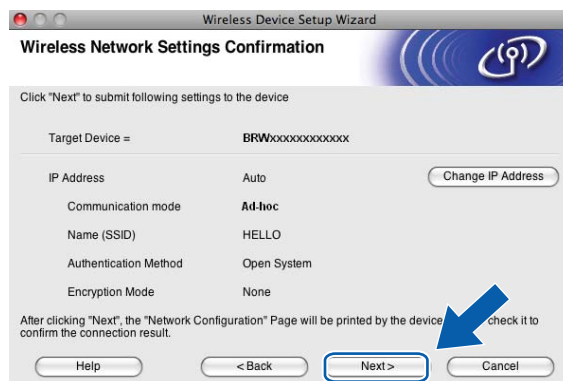 Wireless Device Setup Wizard
Wireless Network Settings Confirmation
Click "Next" to submit following settings to the device
Target Device = BRWxxxxxxxxxxxx
IP Address Auto Change IP Address
Communication mode Ad-hoc
Name (SSID) HELLO
Authentication Method Open System
Encryption Mode None
After clicking "Next", the "Network Configuration" Page will be printed by the device check it to
confirm the connection result.
Help < Back Next > Cancel